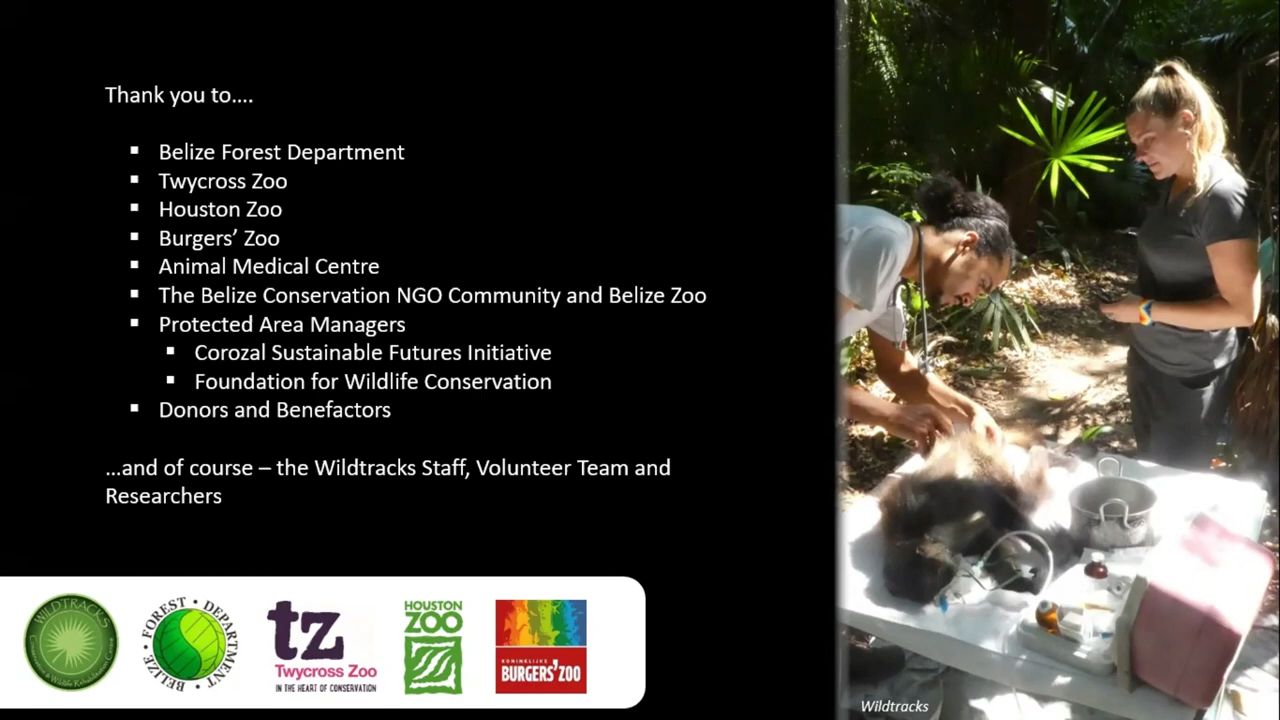 Thank you to....
▪ Belize Forest Department
▪ Twycross Zoo
▪ Houston Zoo
▪ Burgers’ Zoo
▪ Animal Medical Centre
▪ The Belize Conservation NGO Community and Belize Zoo
▪ Protected Area Managers
▪ Corozal Sustainable Futures Initiative
▪ Foundation for Wildlife Conservation
▪ Donors and Benefactors
...and of course – the Wildtracks Staff, Volunteer Team and
Researchers
WILDTRACKS
FOREST • DEPARTMENT • BELIZE •
tz
Twycross Zoo
IN THE HEART OF CONSERVATION
HOUSTON
ZOO
KONINKLIJKE
BURGERS’ZOO
Wildtracks